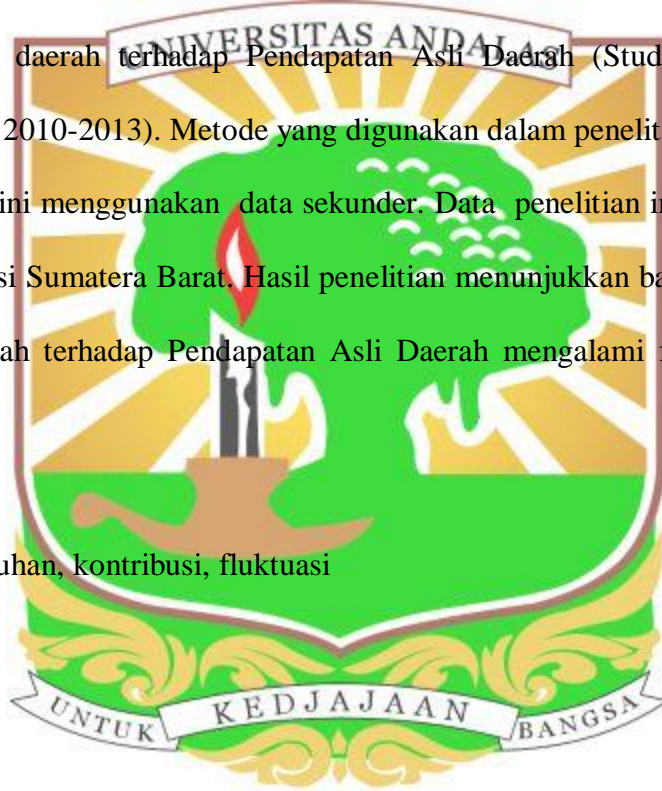 UNIVERSITAS ANDALAS
daerah terhadap Pendapatan Asli Daerah (Stud
2010-2013). Metode yang digunakan dalam penelit
ini menggunakan data sekunder. Data penelitian in
si Sumatera Barat. Hasil penelitian menunjukkan ba
ah terhadap Pendapatan Asli Daerah mengalami
uhan, kontribusi, fluktuasi
UNTUK KEDJAJAAN BANGSA